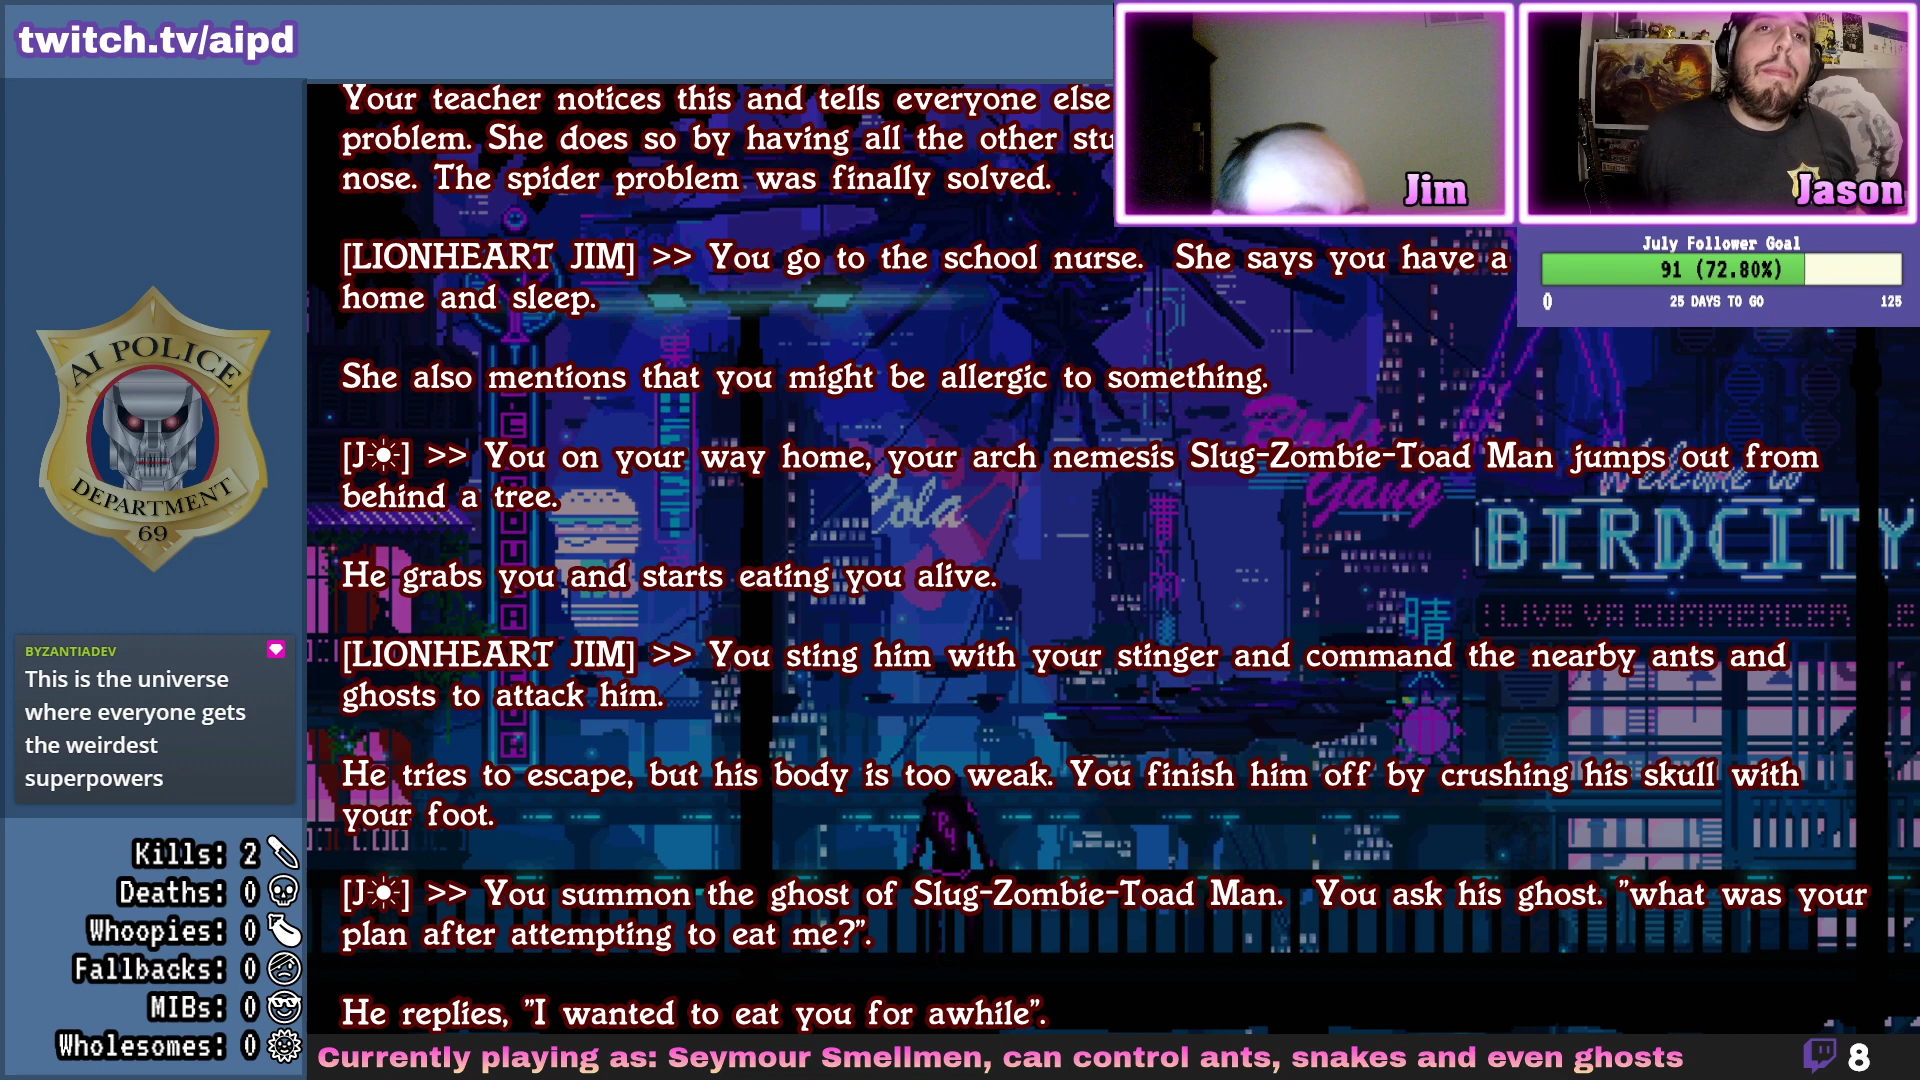 twitch.tv/aipd
Your teacher notices this and tells everyone else
problem. She does so by having all the other stu
nose. The spider problem was finally solved.
[LIONHEART JIM] >> You go to the school nurse. She says you have a
home and sleep.
She also mentions that you might be allergic to something.
[J☀] >> You on your way home, your arch nemesis Slug-Zombie-Toad Man jumps out from
behind a tree.
He grabs you and starts eating you alive.
[LIONHEART JIM] >> You sting him with your stinger and command the nearby ants and
ghosts to attack him.
He tries to escape, but his body is too weak. You finish him off by crushing his skull with
your foot.
[J☀] >> You summon the ghost of Slug-Zombie-Toad Man. You ask his ghost. "what was your
plan after attempting to eat me?".
He replies, "I wanted to eat you for awhile".
Jim
Jason
July Follower Goal
91 (72.80%)
0 25 DAYS TO GO 125
AI POLICE
DEPARTMENT
69
Cola
Birds
Gang
Welcome to
BIRDCITY
晴
P4
BYZANTIADEV
This is the universe
where everyone gets
the weirdest
superpowers
Kills: 2
Deaths: 0
Whoopies: 0
Fallbacks: 0
MIBs: 0
Wholesomes: 0
Currently playing as: Seymour Smellmen, can control ants, snakes and even ghosts
8